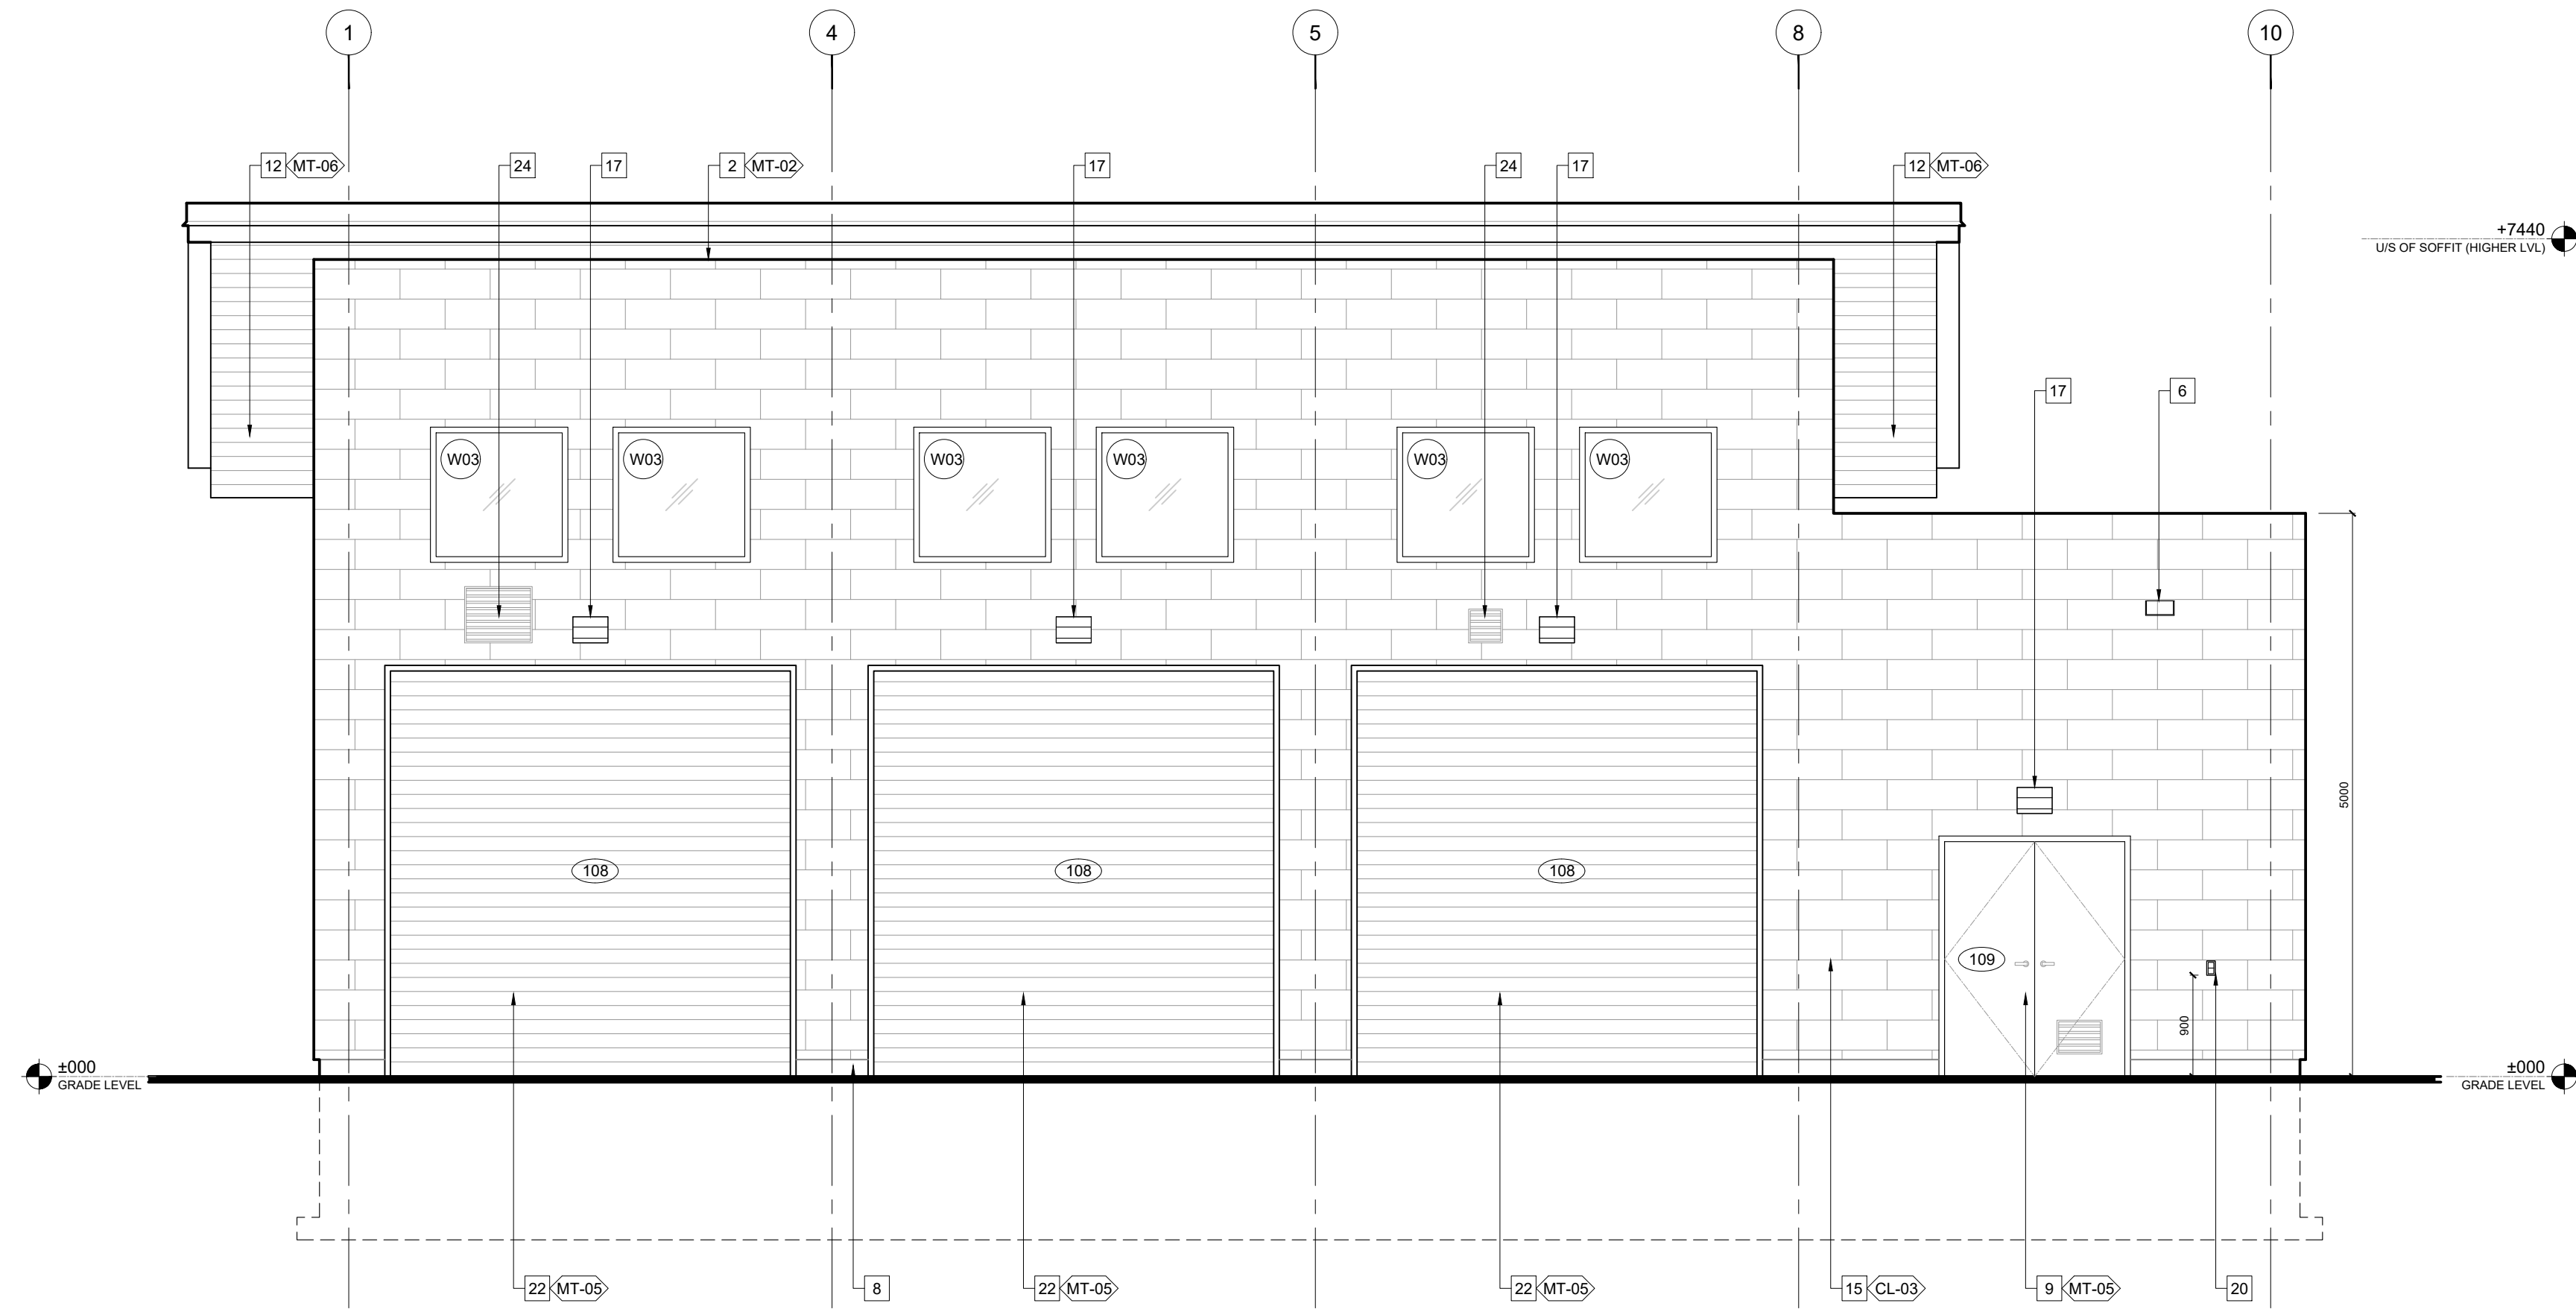 1
4
5
8
10
12 MT-06
24
17
2 MT-02
17
24
17
12 MT-06
+7440
U/S OF SOFFIT (HIGHER LVL)
17
6
W03
W03
W03
W03
W03
W03
5000
108
108
108
109
900
±000
GRADE LEVEL
±000
GRADE LEVEL
22 MT-05
8
22 MT-05
22 MT-05
15 CL-03
9 MT-05
20